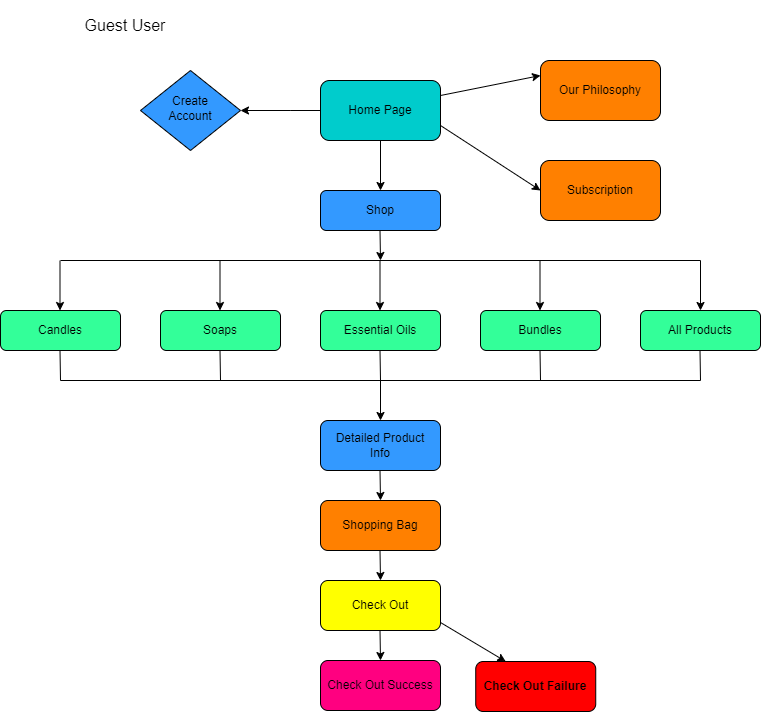 Guest User
Create
Account
Home Page
Our Philosophy
Subscription
Shop
Candles
Soaps
Essential Oils
Bundles
All Products
Detailed Product
Info
Shopping Bag
Check Out
Check Out Success
Check Out Failure